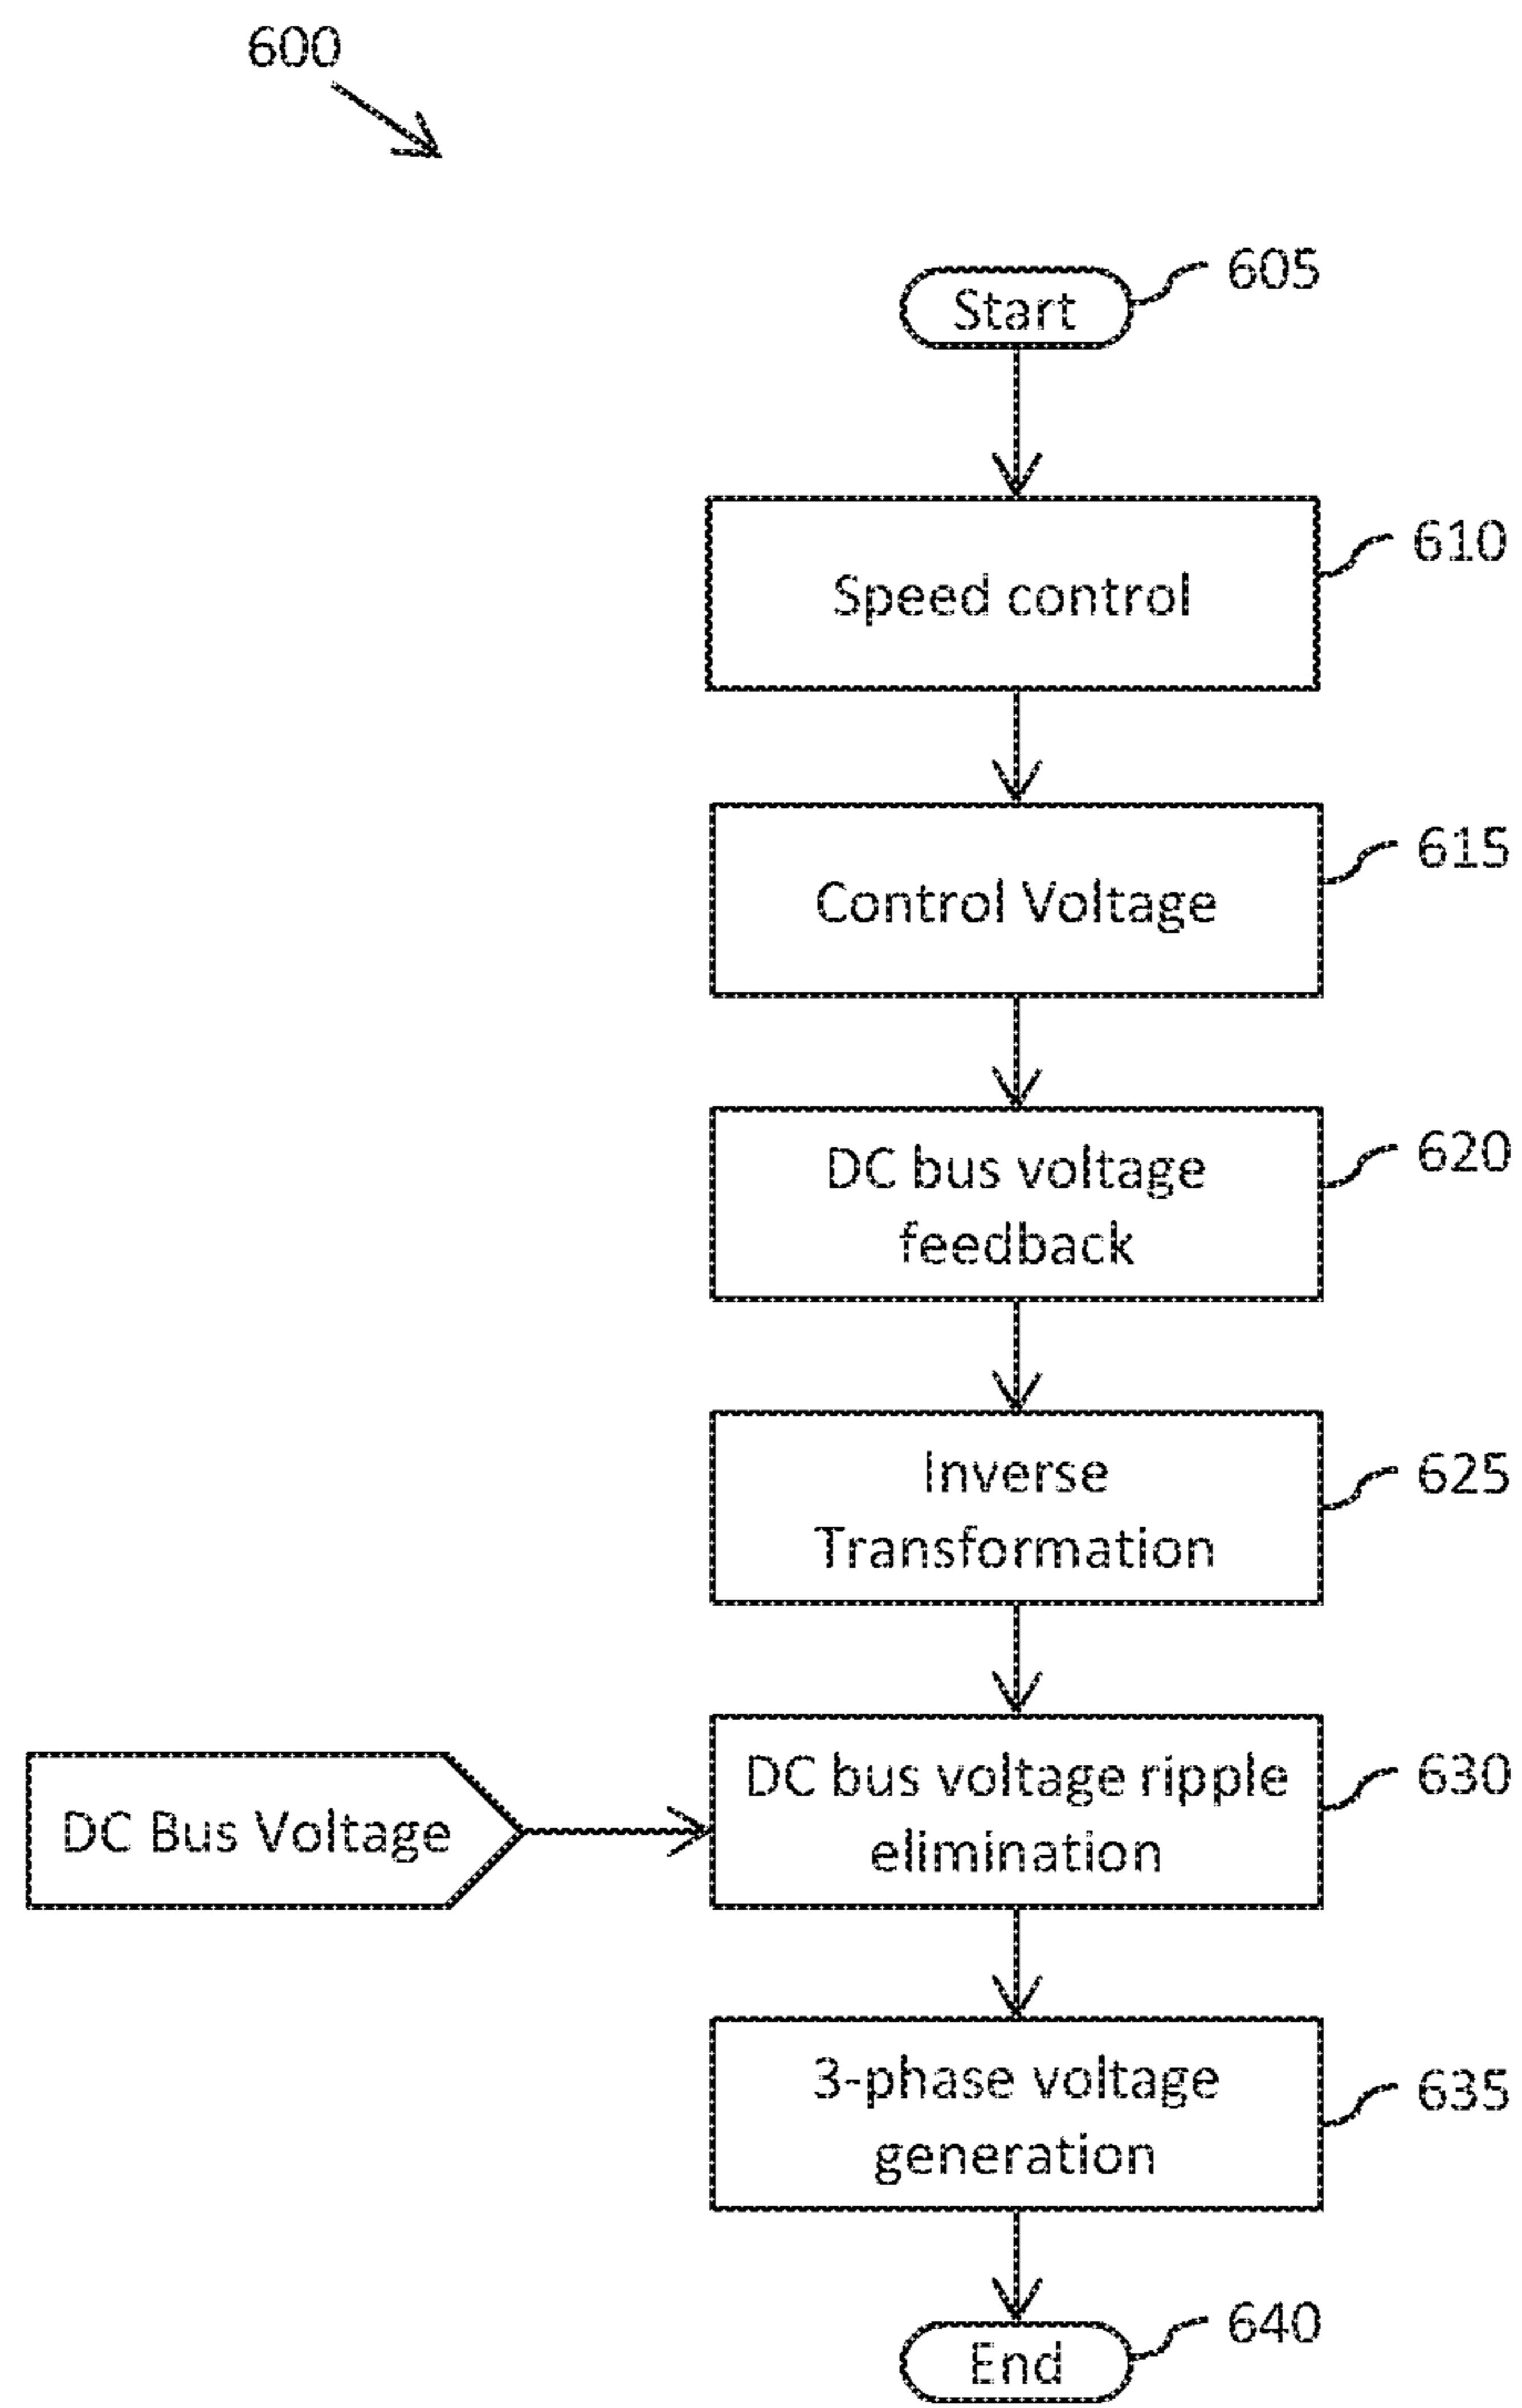 600
Start
605
Speed control
610
Control Voltage
615
DC bus voltage
feedback
620
Inverse
Transformation
625
DC Bus Voltage
DC bus voltage ripple
elimination
630
3-phase voltage
generation
635
End
640